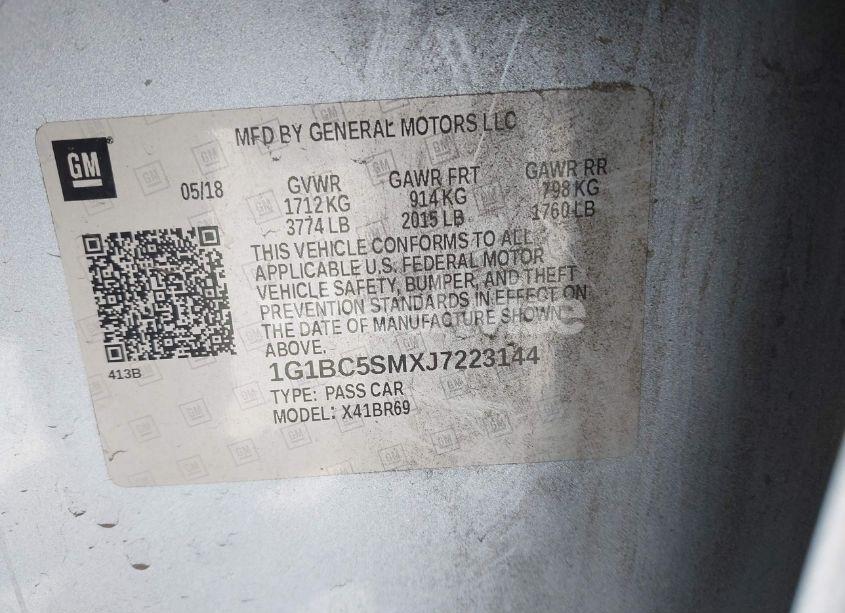 MFD BY GENERAL MOTORS LLC
GM
05/18
GVWR GAWR FRT GAWR RR
1712 KG 914 KG 798 KG
3774 LB 2015 LB 1760 LB
THIS VEHICLE CONFORMS TO ALL
APPLICABLE U.S. FEDERAL MOTOR
VEHICLE SAFETY, BUMPER, AND THEFT
PREVENTION STANDARDS IN EFFECT ON
THE DATE OF MANUFACTURE SHOWN
ABOVE.
413B
1G1BC5SMXJ7223144
TYPE: PASS CAR
MODEL: X41BR69